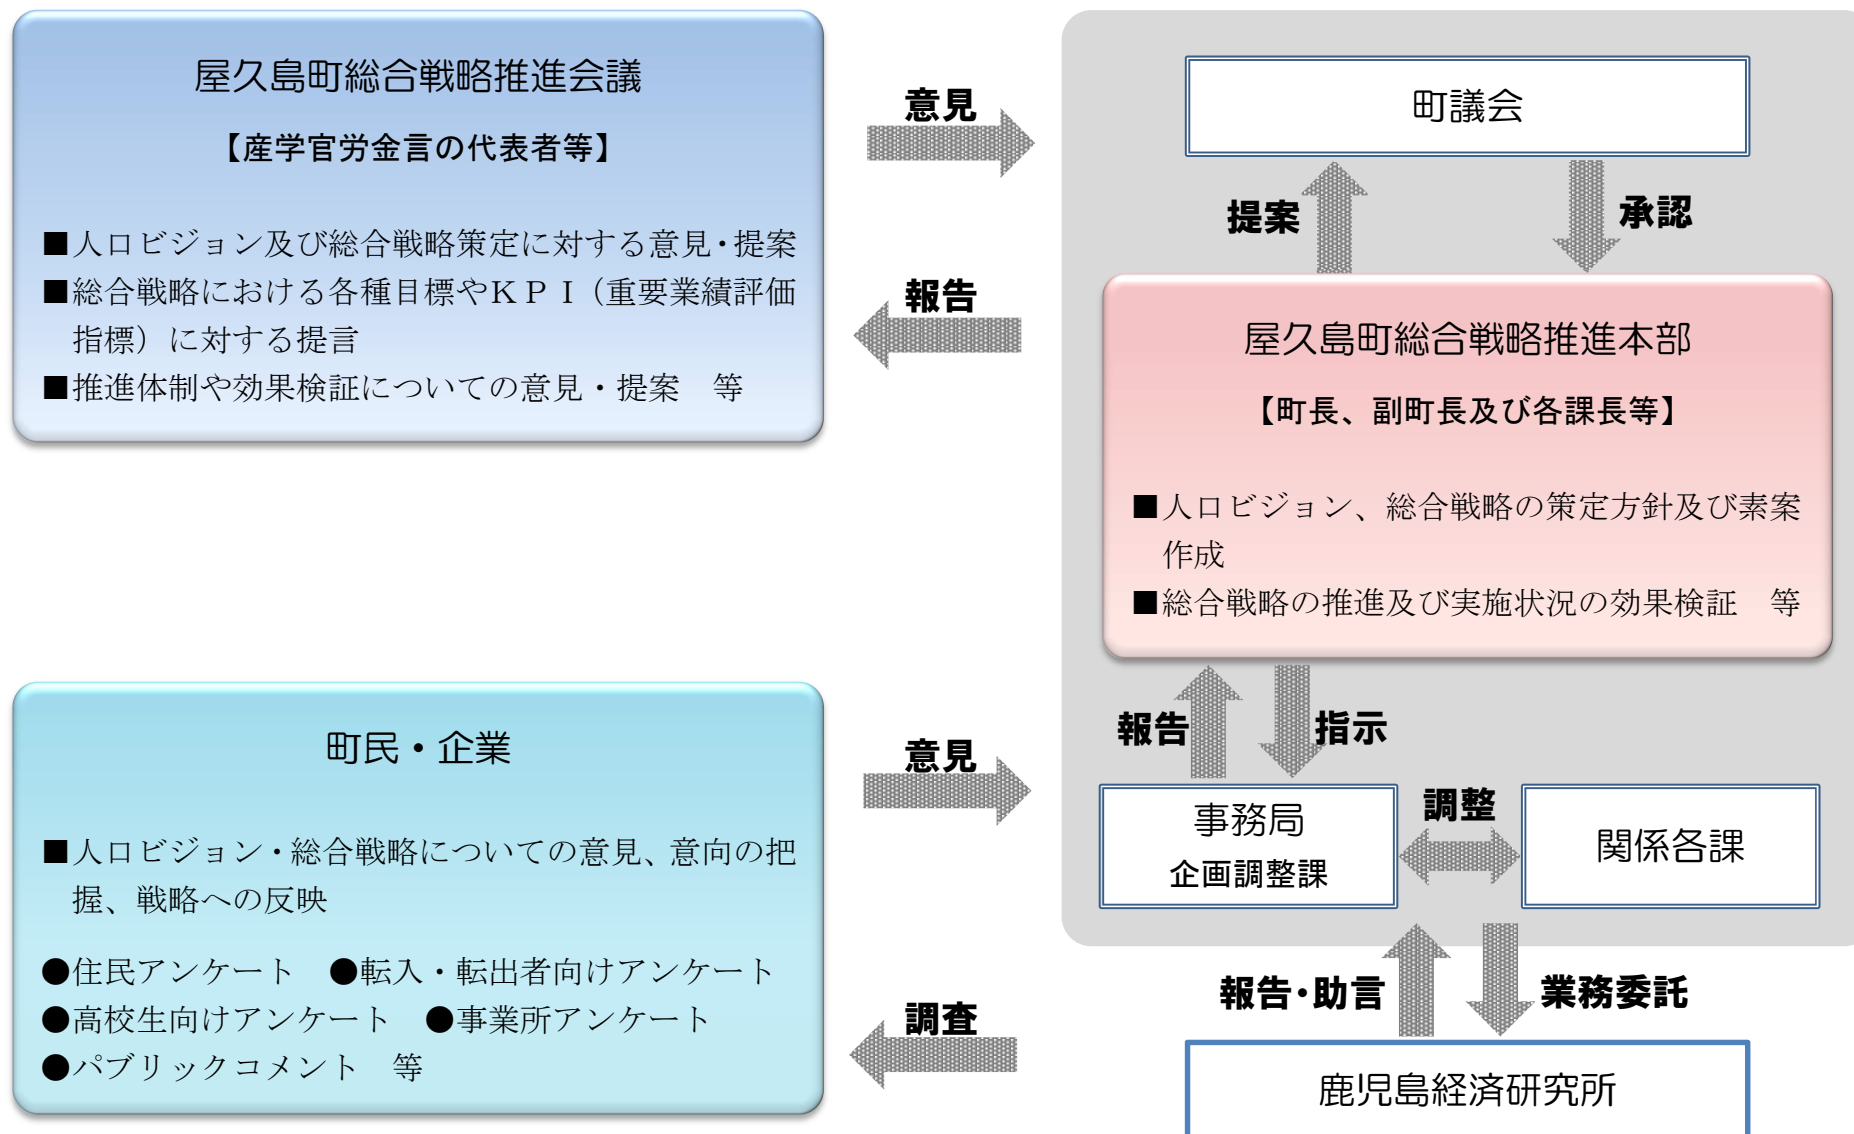 屋久島町総合戦略推進会議
【産学官労金言の代表者等】
■人口ビジョン及び総合戦略策定に対する意見・提案
■総合戦略における各種目標やＫＰＩ（重要業績評価
指標）に対する提言
■推進体制や効果検証についての意見・提案　等
意見
報告
町議会
提案
承認
屋久島町総合戦略推進本部
【町長、副町長及び各課長等】
■人口ビジョン、総合戦略の策定方針及び素案
作成
■総合戦略の推進及び実施状況の効果検証　等
報告
指示
事務局
企画調整課
調整
関係各課
町民・企業
■人口ビジョン・総合戦略についての意見、意向の把
握、戦略への反映
●住民アンケート　●転入・転出者向けアンケート
●高校生向けアンケート　●事業所アンケート
●パブリックコメント　等
意見
調査
報告・助言
業務委託
鹿児島経済研究所